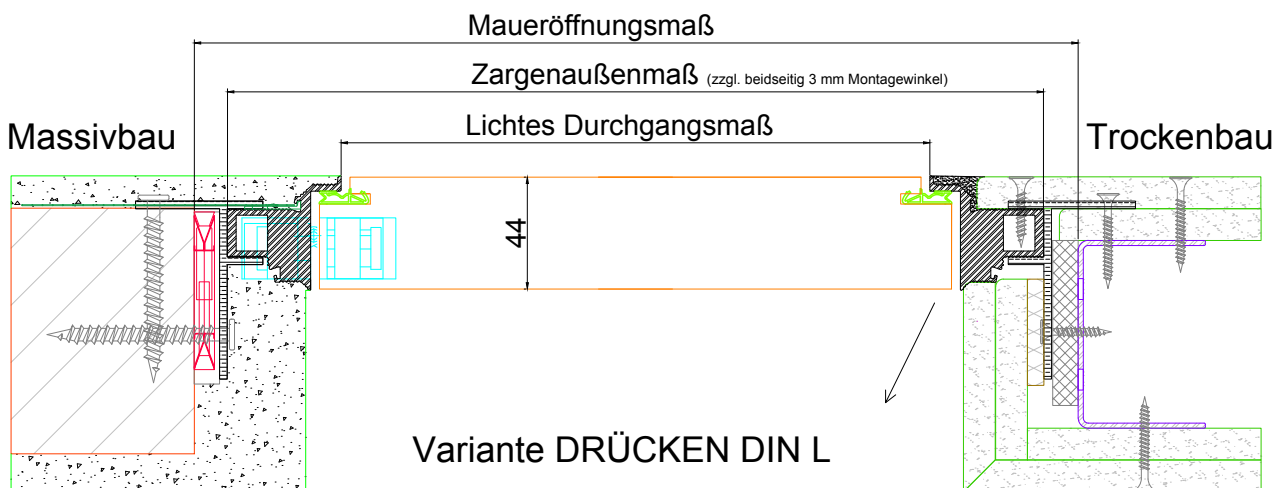 Maueröffnungsmaß
Zargenaußenmaß (zzgl. beidseitig 3 mm Montagewinkel)
Massivbau
Lichtes Durchgangsmaß
Trockenbau
44
Variante DRÜCKEN DIN L